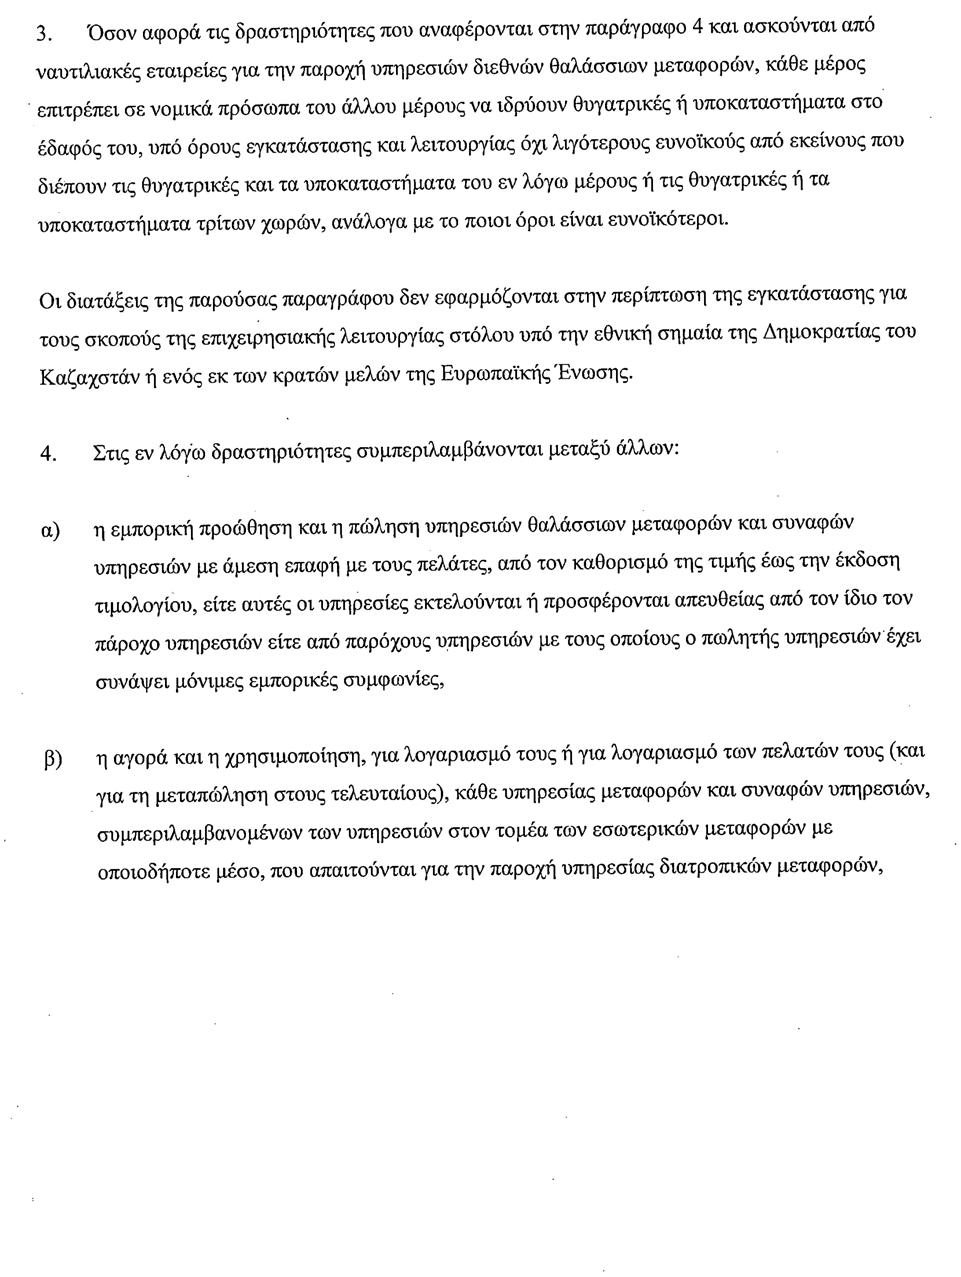 3. Όσον αφορά τις δραστηριότητες που αναφέρονται στην παράγραφο 4 και ασκούνται από
ναυτιλιακές εταιρείες για την παροχή υπηρεσιών διεθνών θαλάσσιων μεταφορών, κάθε μέρος
επιτρέπει σε νομικά πρόσωπα του άλλου μέρους να ιδρύουν θυγατρικές ή υποκαταστήματα στο
έδαφός του, υπό όρους εγκατάστασης και λειτουργίας όχι λιγότερους ευνοϊκούς από εκείνους που
διέπουν τις θυγατρικές και τα υποκαταστήματα του εν λόγω μέρους ή τις θυγατρικές ή τα
υποκαταστήματα τρίτων χωρών, ανάλογα με το ποιοι όροι είναι ευνοϊκότεροι.
Οι διατάξεις της παρούσας παραγράφου δεν εφαρμόζονται στην περίπτωση της εγκατάστασης για
τους σκοπούς της επιχειρησιακής λειτουργίας στόλου υπό την εθνική σημαία της Δημοκρατίας του
Καζαχστάν ή ενός εκ των κρατών μελών της Ευρωπαϊκής Ένωσης.
4. Στις εν λόγω δραστηριότητες συμπεριλαμβάνονται μεταξύ άλλων:
α) η εμπορική προώθηση και η πώληση υπηρεσιών θαλάσσιων μεταφορών και συναφών
υπηρεσιών με άμεση επαφή με τους πελάτες, από τον καθορισμό της τιμής έως την έκδοση
τιμολογίου, είτε αυτές οι υπηρεσίες εκτελούνται ή προσφέρονται απευθείας από τον ίδιο τον
πάροχο υπηρεσιών είτε από παρόχους υπηρεσιών με τους οποίους ο πωλητής υπηρεσιών έχει
συνάψει μόνιμες εμπορικές συμφωνίες,
β) η αγορά και η χρησιμοποίηση, για λογαριασμό τους ή για λογαριασμό των πελατών τους (και
για τη μεταπώληση στους τελευταίους), κάθε υπηρεσίας μεταφορών και συναφών υπηρεσιών,
συμπεριλαμβανομένων των υπηρεσιών στον τομέα των εσωτερικών μεταφορών με
οποιοδήποτε μέσο, που απαιτούνται για την παροχή υπηρεσίας διατροπικών μεταφορών,